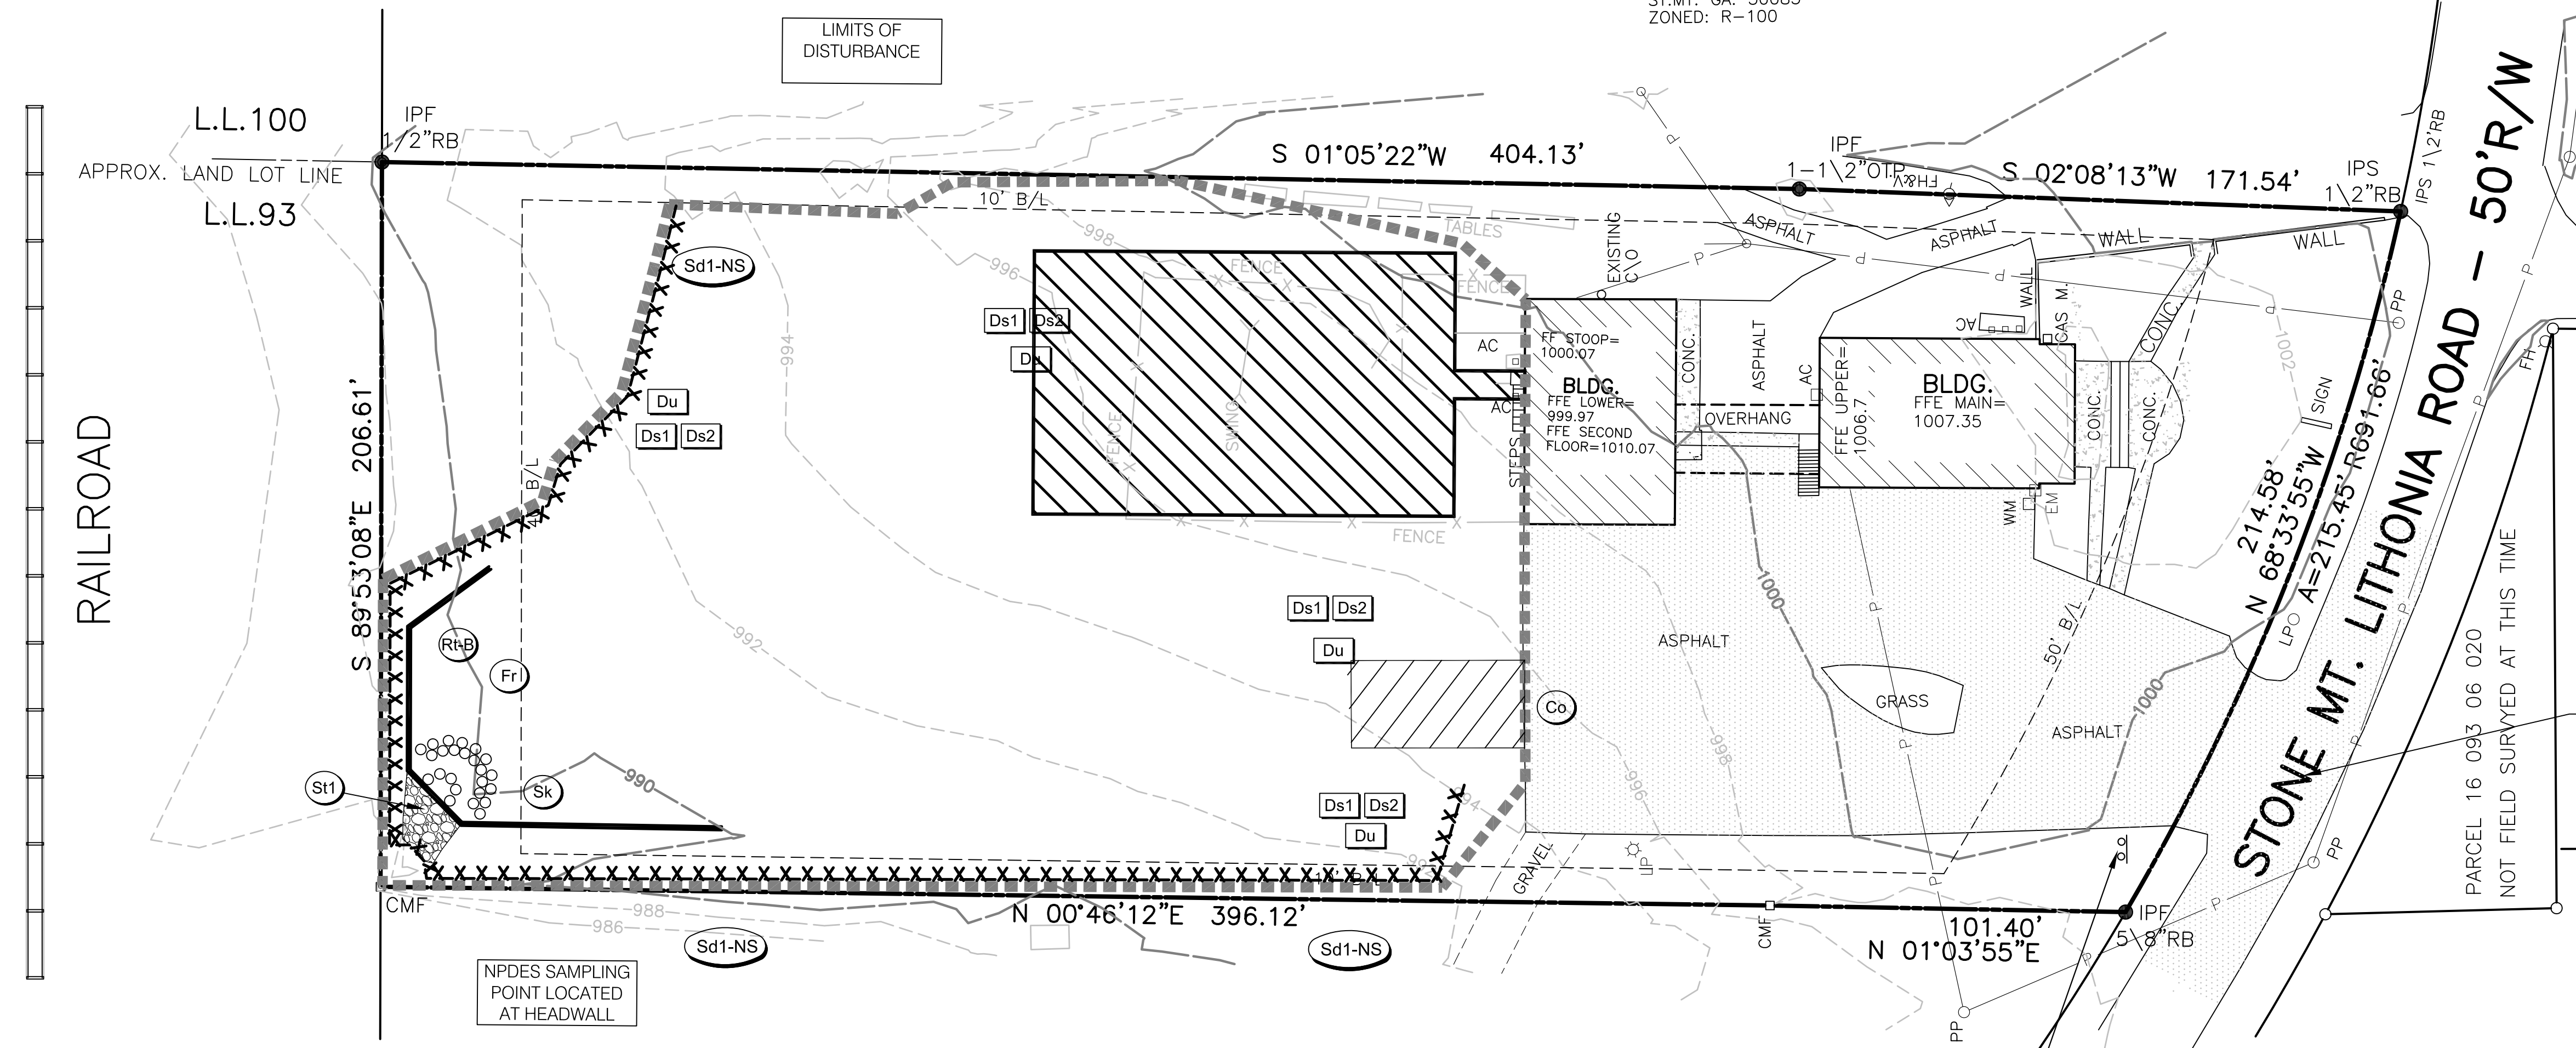 ZONED: R-100
LIMITS OF
DISTURBANCE
L.L.100
IPF
1/2"RB
APPROX. LAND LOT LINE
L.L.93
RAILROAD
S 89°53'08"E 206.61'
S 01°05'22"W 404.13'
IPF
1-1/2"OTP
FH&V
S 02°08'13"W 171.54'
IPS
1\2"RB
IPS 1\2'RB
STONE MT. LITHONIA ROAD - 50'R/W
10' B/L
998
996
994
992
990
988
986
TABLES
FENCE
FENCE
FENCE
FENCE
SWING
EXISTING
C/O
ASPHALT
ASPHALT
ASPHALT
WALL
WALL
WALL
GAS M.
CONC.
CONC.
CONC.
CONC.
Sd1-NS
Ds1
Ds2
Du
Du
Ds1
Ds2
B/L
AC
AC
AC
AC
STEPS
FF STOOP=
1000.07
BLDG.
FFE LOWER=
999.97
FFE SECOND
FLOOR=1010.07
OVERHANG
FFE UPPER=
1006.7
BLDG.
FFE MAIN=
1007.35
WM
EM
1002
PP
SIGN
FH
214.58'
N 68°33'55"W
A=215.45' R691.66'
LP
50' B/L
1000
1000
998
996
994
ASPHALT
ASPHALT
GRASS
Rt-B
Fr
St1
Sk
Ds1
Ds2
Du
Co
Ds1
Ds2
Du
GRAVEL
LP
CMF
N 00°46'12"E 396.12'
CMF
101.40'
N 01°03'55"E
IPF
5\8"RB
PP
PP
Sd1-NS
Sd1-NS
NPDES SAMPLING
POINT LOCATED
AT HEADWALL
PARCEL 16 093 06 020
NOT FIELD SURVYED AT THIS TIME